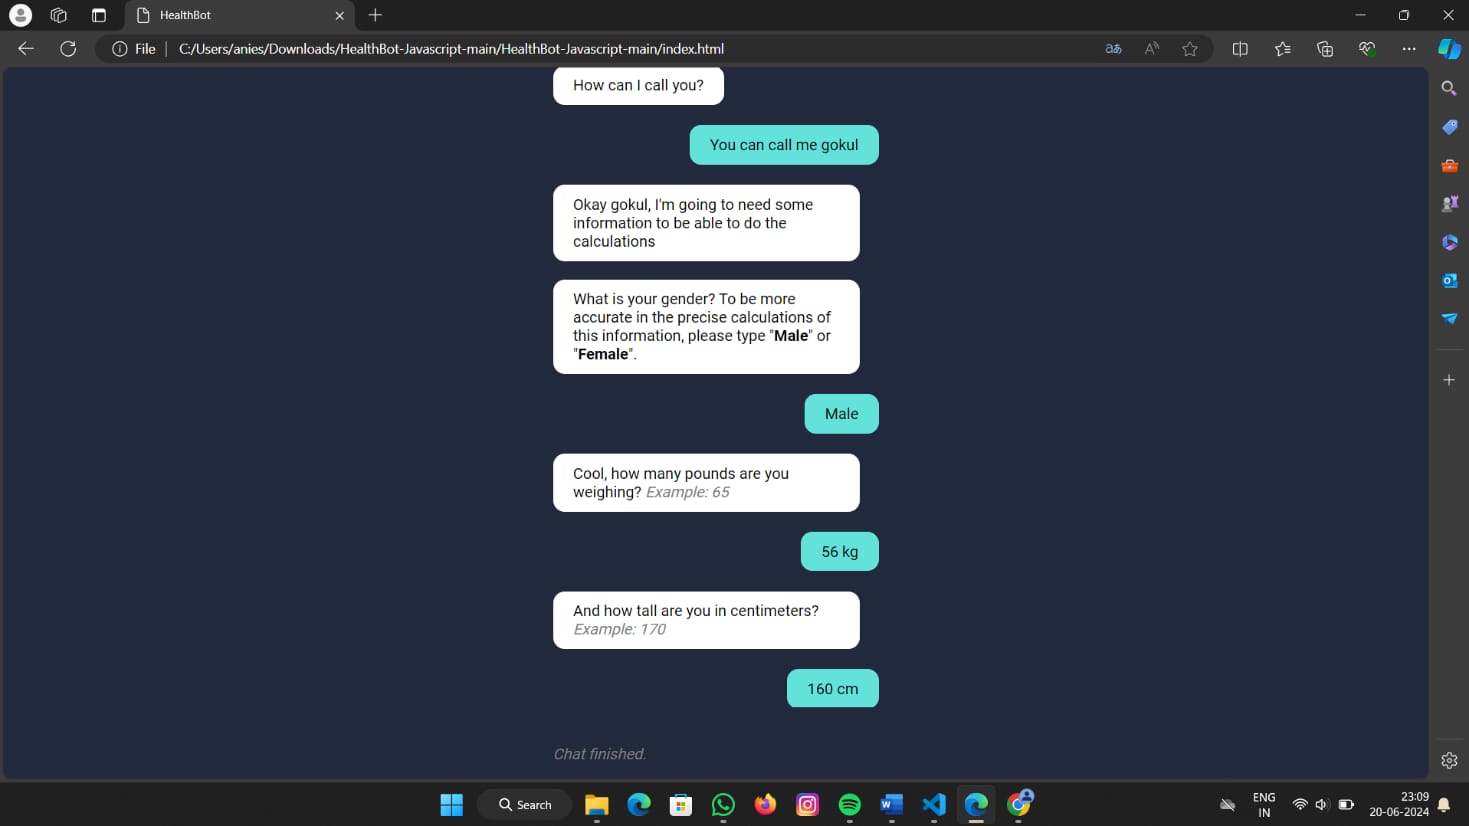 HealthBot
File
C:/Users/anies/Downloads/HealthBot-Javascript-main/HealthBot-Javascript-main/index.html
How can I call you?
You can call me gokul
Okay gokul, I'm going to need some
information to be able to do the
calculations
What is your gender? To be more
accurate in the precise calculations of
this information, please type "Male" or
"Female".
Male
Cool, how many pounds are you
weighing? Example: 65
56 kg
And how tall are you in centimeters?
Example: 170
160 cm
Chat finished.
Search
ENG
IN
23:09
20-06-2024